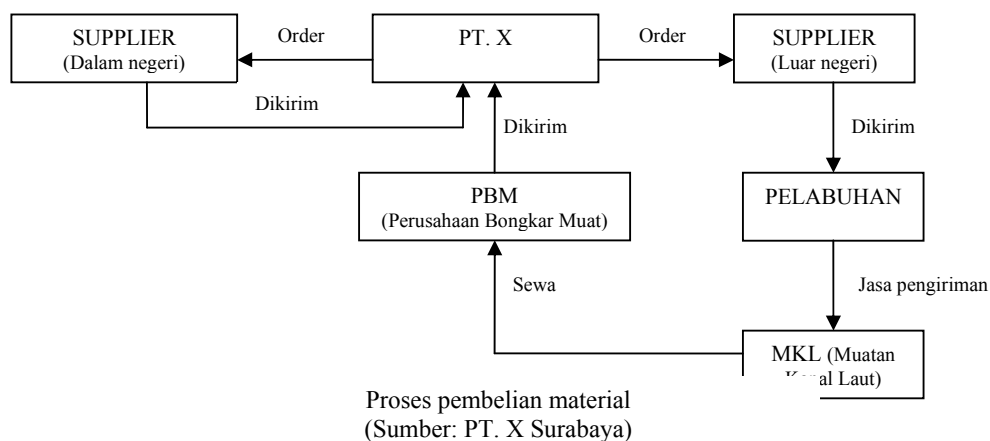 SUPPLIER
(Dalam negeri)
Order
PT. X
Order
SUPPLIER
(Luar negeri)
Dikirim
Dikirim
Dikirim
PBM
(Perusahaan Bongkar Muat)
PELABUHAN
Sewa
Jasa pengiriman
MKL (Muatan
Laut)
Proses pembelian material
(Sumber: PT. X Surabaya)